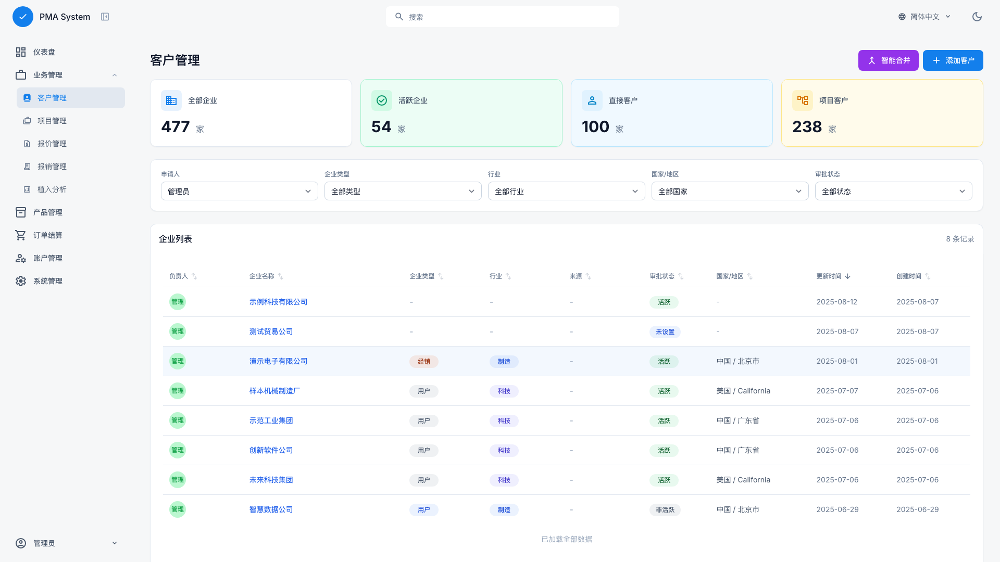 PMA System
搜索
简体中文
仪表盘
业务管理
客户管理
项目管理
报价管理
报销管理
植入分析
产品管理
订单结算
账户管理
系统管理
管理员
客户管理
智能合并
添加客户
全部企业
477 家
活跃企业
54 家
直接客户
100 家
项目客户
238 家
申请人 企业类型 行业 国家/地区 审批状态
管理员 全部类型 全部行业 全部国家 全部状态
企业列表
8 条记录
负责人 企业名称 企业类型 行业 来源 审批状态 国家/地区 更新时间 创建时间
管理 示例科技有限公司 - - - 活跃 - 2025-08-12 2025-08-07
管理 测试贸易公司 - - - 未设置 - 2025-08-07 2025-08-07
管理 演示电子有限公司 经销 制造 - 活跃 中国 / 北京市 2025-08-01 2025-08-01
管理 样本机械制造厂 用户 科技 - 活跃 美国 / California 2025-07-07 2025-07-06
管理 示范工业集团 用户 科技 - 活跃 中国 / 广东省 2025-07-06 2025-07-06
管理 创新软件公司 用户 科技 - 活跃 中国 / 广东省 2025-07-06 2025-07-06
管理 未来科技集团 用户 科技 - 活跃 美国 / California 2025-07-06 2025-07-06
管理 智慧数据公司 用户 制造 - 非活跃 中国 / 北京市 2025-06-29 2025-06-29
已加载全部数据